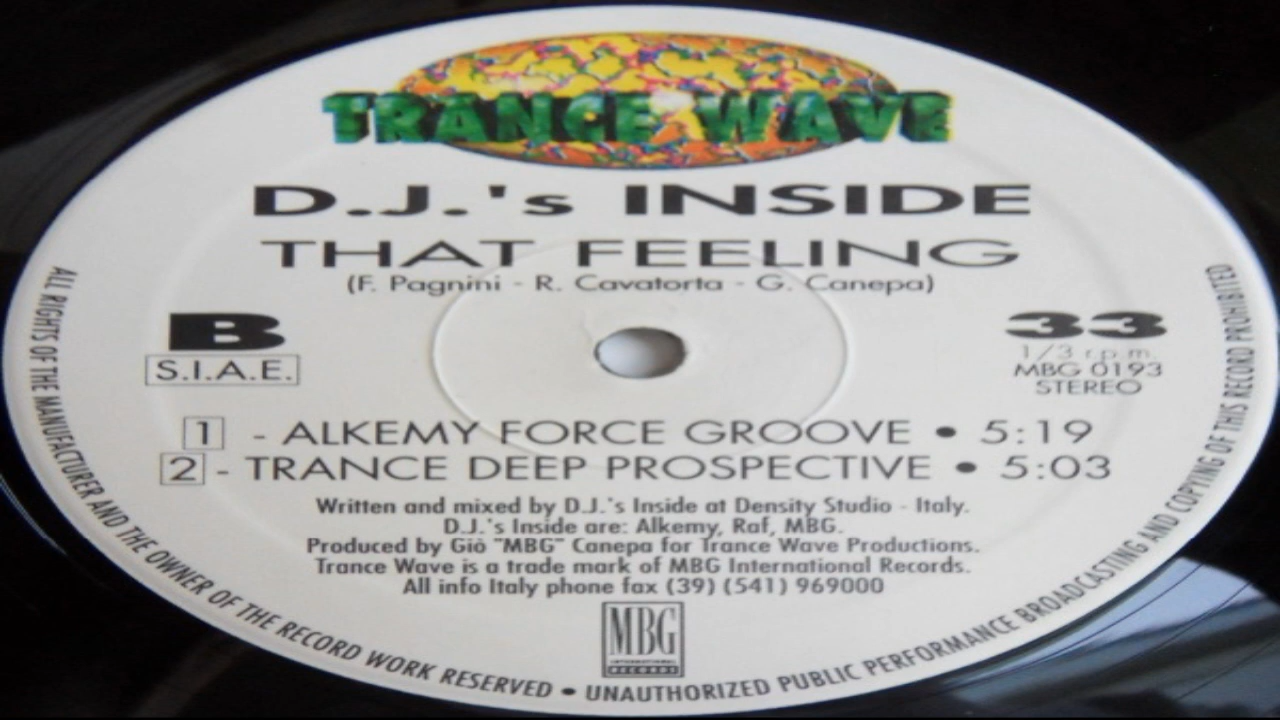 TRANCE WAVE
D.J.'s INSIDE
THAT FEELING
(F. Pagnini - R. Cavatorta - G. Canepa)
B
S.I.A.E.
33
1/3 r.p.m.
MBG 0193
STEREO
1 - ALKEMY FORCE GROOVE • 5:19
2 - TRANCE DEEP PROSPECTIVE • 5:03
Written and mixed by D.J.'s Inside at Density Studio - Italy.
D.J.'s Inside are: Alkemy, Raf, MBG.
Produced by Giò "MBG" Canepa for Trance Wave Productions.
Trance Wave is a trade mark of MBG International Records.
All info Italy phone fax (39) (541) 969000
MBG
INTERNATIONAL
RECORDS
ALL RIGHTS OF THE MANUFACTURER AND THE OWNER OF THE RECORD WORK RESERVED • UNAUTHORIZED PUBLIC PERFORMANCE BROADCASTING AND COPYING OF THIS RECORD PROHIBITED